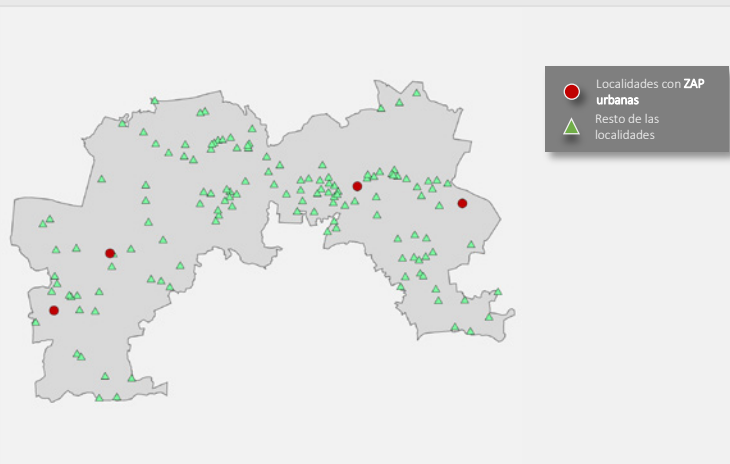 Localidades con ZAP
urbanas
Resto de las
localidades